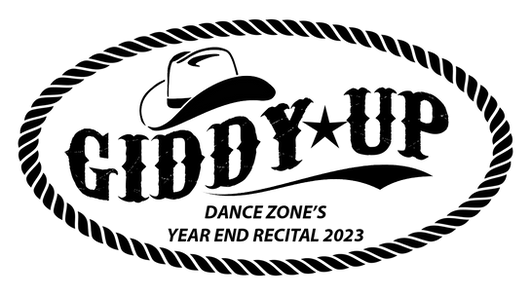 GIDDY★UP
DANCE ZONE'S
YEAR END RECITAL 2023